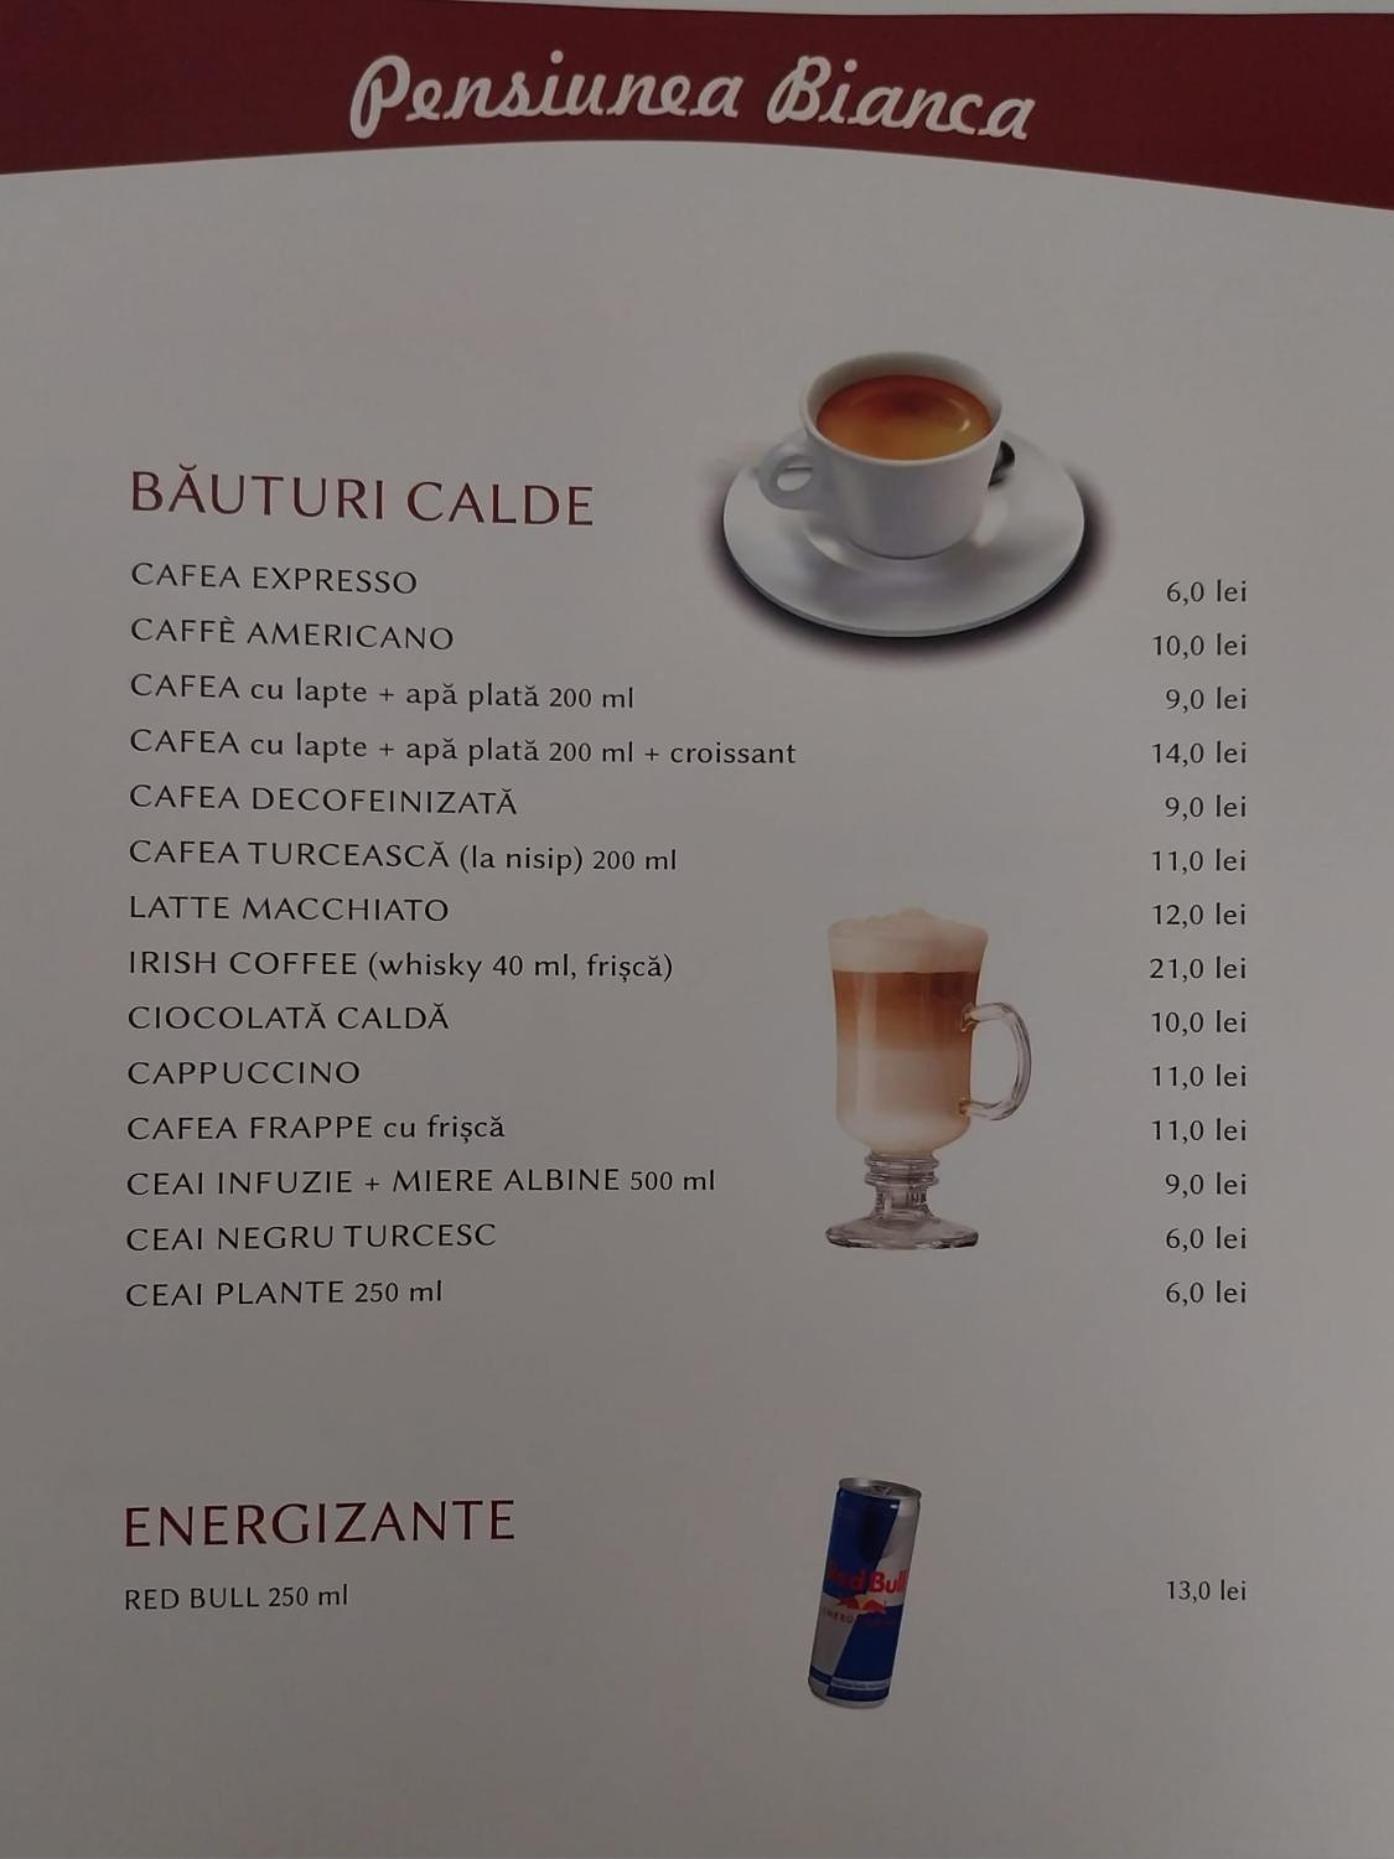 Pensiunea Bianca
BĂUTURI CALDE
CAFEA EXPRESSO 6,0 lei
CAFFÈ AMERICANO 10,0 lei
CAFEA cu lapte + apă plată 200 ml 9,0 lei
CAFEA cu lapte + apă plată 200 ml + croissant 14,0 lei
CAFEA DECOFEINIZATĂ 9,0 lei
CAFEA TURCEASCĂ (la nisip) 200 ml 11,0 lei
LATTE MACCHIATO 12,0 lei
IRISH COFFEE (whisky 40 ml, frișcă) 21,0 lei
CIOCOLATĂ CALDĂ 10,0 lei
CAPPUCCINO 11,0 lei
CAFEA FRAPPE cu frișcă 11,0 lei
CEAI INFUZIE + MIERE ALBINE 500 ml 9,0 lei
CEAI NEGRU TURCESC 6,0 lei
CEAI PLANTE 250 ml 6,0 lei
ENERGIZANTE
RED BULL 250 ml 13,0 lei
Red Bull